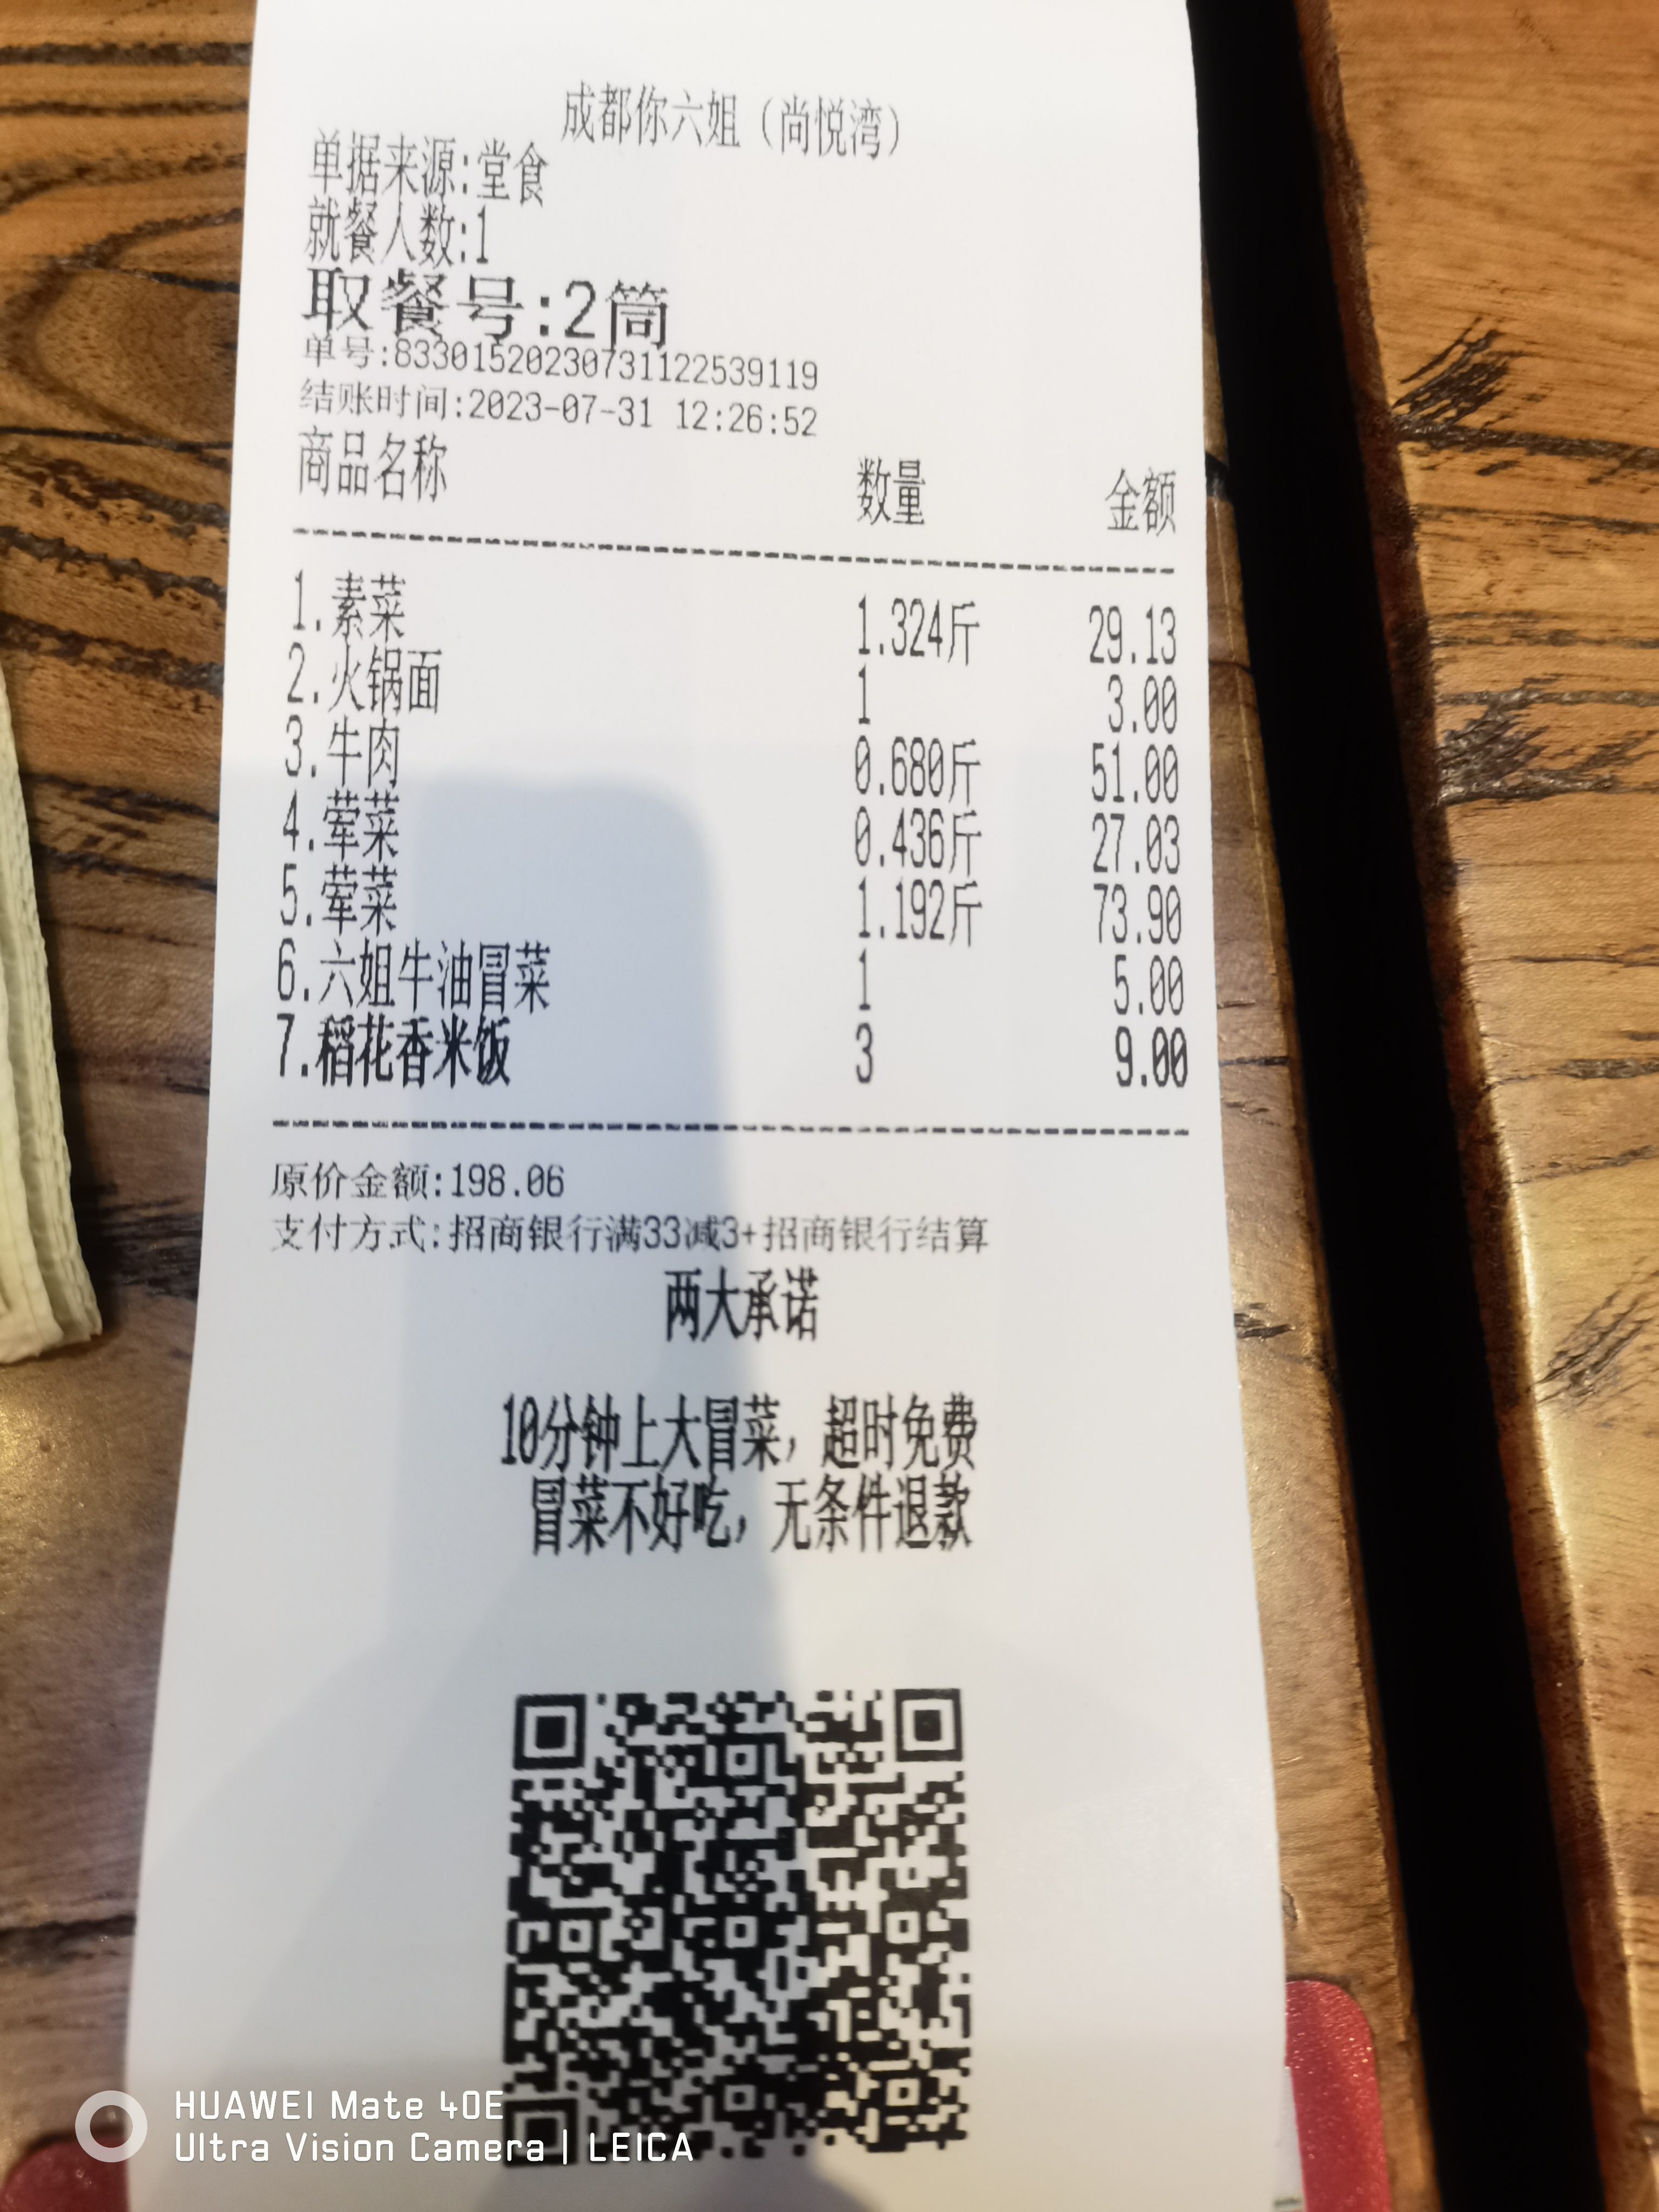 成都你六姐（尚悦湾）
单据来源:堂食
就餐人数:1
取餐号:2筒
单号:83301520230731122539119
结账时间:2023-07-31 12:26:52
商品名称 数量 金额
1.素菜 1.324斤 29.13
2.火锅面 1 3.00
3.牛肉 0.680斤 51.00
4.荤菜 0.436斤 27.03
5.荤菜 1.192斤 73.90
6.六姐牛油冒菜 1 5.00
7.稻花香米饭 3 9.00
原价金额:198.06
支付方式:招商银行满33减3+招商银行结算
两大承诺
10分钟上大冒菜，超时免费
冒菜不好吃，无条件退款
HUAWEI Mate 40E
Ultra Vision Camera | LEICA